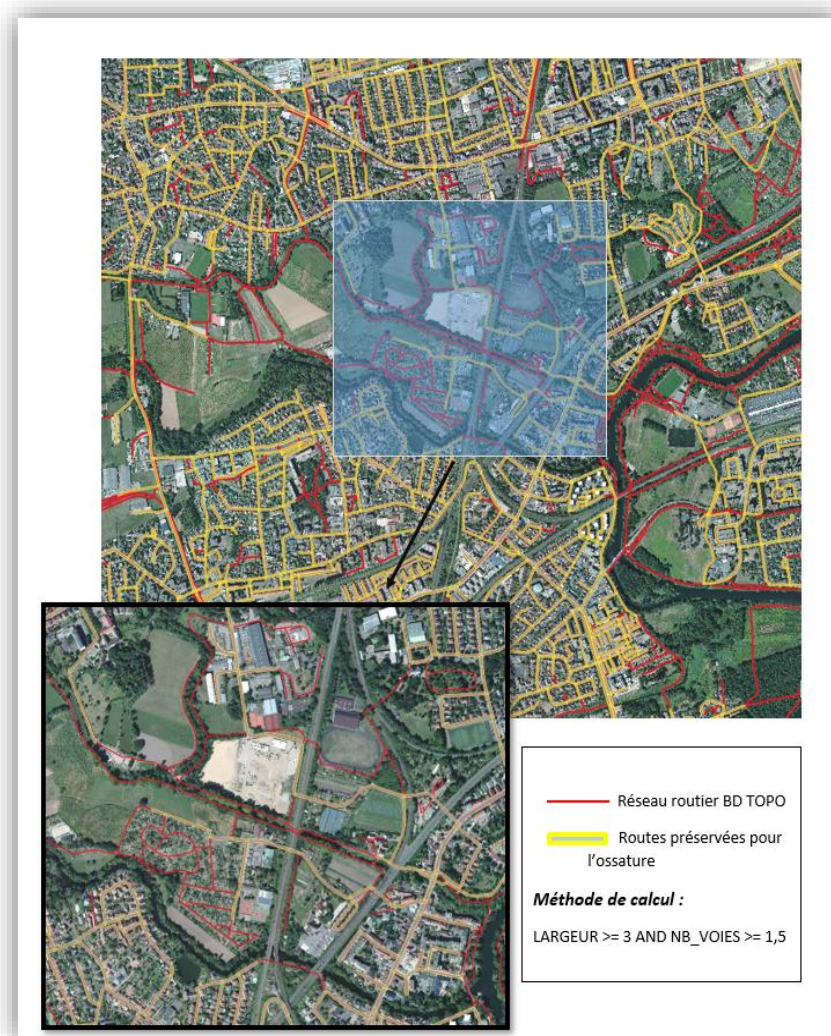 Réseau routier BD TOPO
Routes préservées pour
l'ossature
Méthode de calcul :
LARGEUR >= 3 AND NB_VOIES >= 1,5